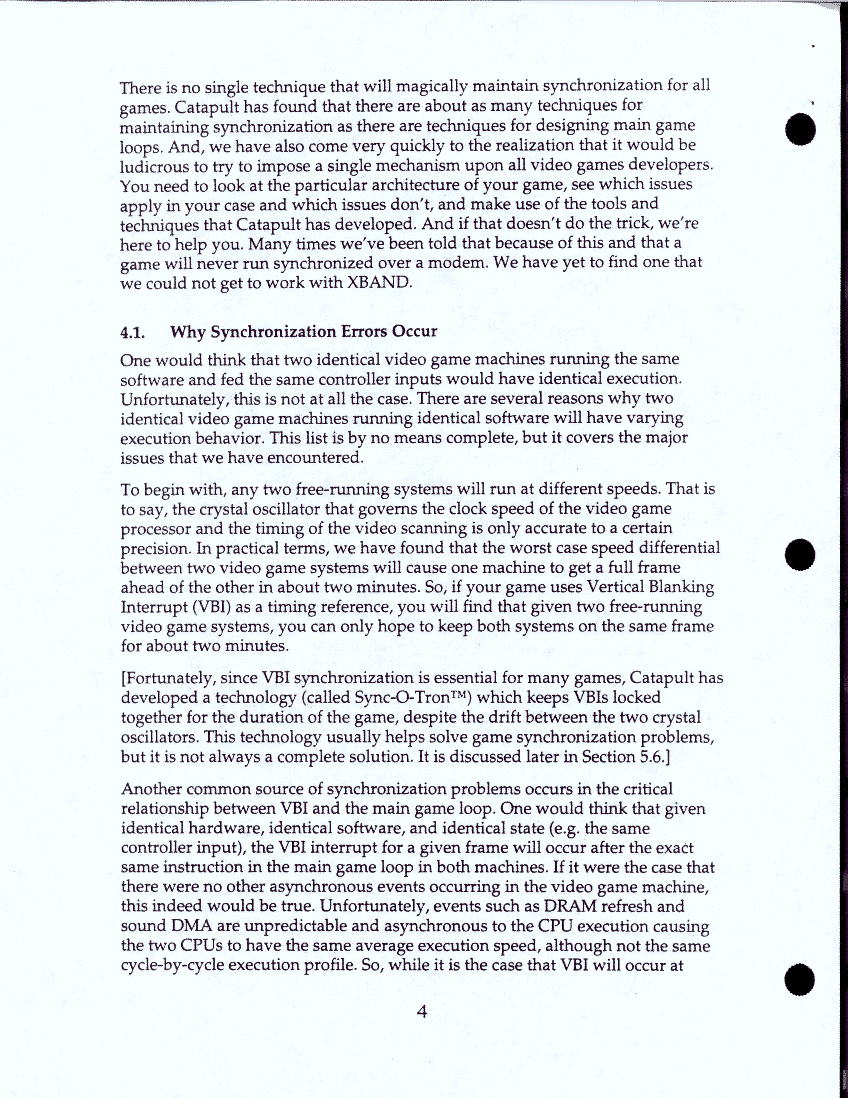 There is no single technique that will magically maintain synchronization for all
games. Catapult has found that there are about as many techniques for
maintaining synchronization as there are techniques for designing main game
loops. And, we have also come very quickly to the realization that it would be
ludicrous to try to impose a single mechanism upon all video games developers.
You need to look at the particular architecture of your game, see which issues
apply in your case and which issues don't, and make use of the tools and
techniques that Catapult has developed. And if that doesn't do the trick, we're
here to help you. Many times we've been told that because of this and that a
game will never run synchronized over a modem. We have yet to find one that
we could not get to work with XBAND.
4.1. Why Synchronization Errors Occur
One would think that two identical video game machines running the same
software and fed the same controller inputs would have identical execution.
Unfortunately, this is not at all the case. There are several reasons why two
identical video game machines running identical software will have varying
execution behavior. This list is by no means complete, but it covers the major
issues that we have encountered.
To begin with, any two free-running systems will run at different speeds. That is
to say, the crystal oscillator that governs the clock speed of the video game
processor and the timing of the video scanning is only accurate to a certain
precision. In practical terms, we have found that the worst case speed differential
between two video game systems will cause one machine to get a full frame
ahead of the other in about two minutes. So, if your game uses Vertical Blanking
Interrupt (VBI) as a timing reference, you will find that given two free-running
video game systems, you can only hope to keep both systems on the same frame
for about two minutes.
[Fortunately, since VBI synchronization is essential for many games, Catapult has
developed a technology (called Sync-O-Tron™) which keeps VBIs locked
together for the duration of the game, despite the drift between the two crystal
oscillators. This technology usually helps solve game synchronization problems,
but it is not always a complete solution. It is discussed later in Section 5.6.]
Another common source of synchronization problems occurs in the critical
relationship between VBI and the main game loop. One would think that given
identical hardware, identical software, and identical state (e.g. the same
controller input), the VBI interrupt for a given frame will occur after the exact
same instruction in the main game loop in both machines. If it were the case that
there were no other asynchronous events occurring in the video game machine,
this indeed would be true. Unfortunately, events such as DRAM refresh and
sound DMA are unpredictable and asynchronous to the CPU execution causing
the two CPUs to have the same average execution speed, although not the same
cycle-by-cycle execution profile. So, while it is the case that VBI will occur at
4